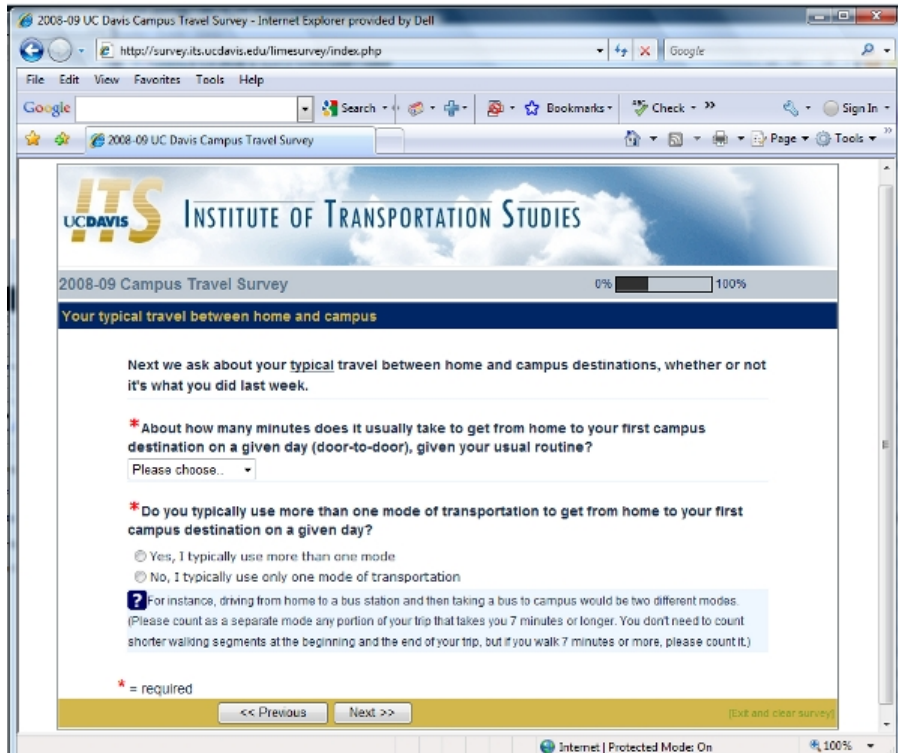 2008-09 UC Davis Campus Travel Survey - Internet Explorer provided by Dell
http://survey.its.ucdavis.edu/limesurvey/index.php
Google
File Edit View Favorites Tools Help
Google Search Bookmarks Check Sign In
2008-09 UC Davis Campus Travel Survey Page Tools
ITS
UCDAVIS
INSTITUTE OF TRANSPORTATION STUDIES
2008-09 Campus Travel Survey 0% 100%
Your typical travel between home and campus
Next we ask about your typical travel between home and campus destinations, whether or not
it's what you did last week.
*About how many minutes does it usually take to get from home to your first campus
destination on a given day (door-to-door), given your usual routine?
Please choose..
*Do you typically use more than one mode of transportation to get from home to your first
campus destination on a given day?
Yes, I typically use more than one mode
No, I typically use only one mode of transportation
?For instance, driving from home to a bus station and then taking a bus to campus would be two different modes.
(Please count as a separate mode any portion of your trip that takes you 7 minutes or longer. You don't need to count
shorter walking segments at the beginning and the end of your trip, but if you walk 7 minutes or more, please count it.)
* = required
<< Previous Next >> [Exit and clear survey]
Internet | Protected Mode: On 100%